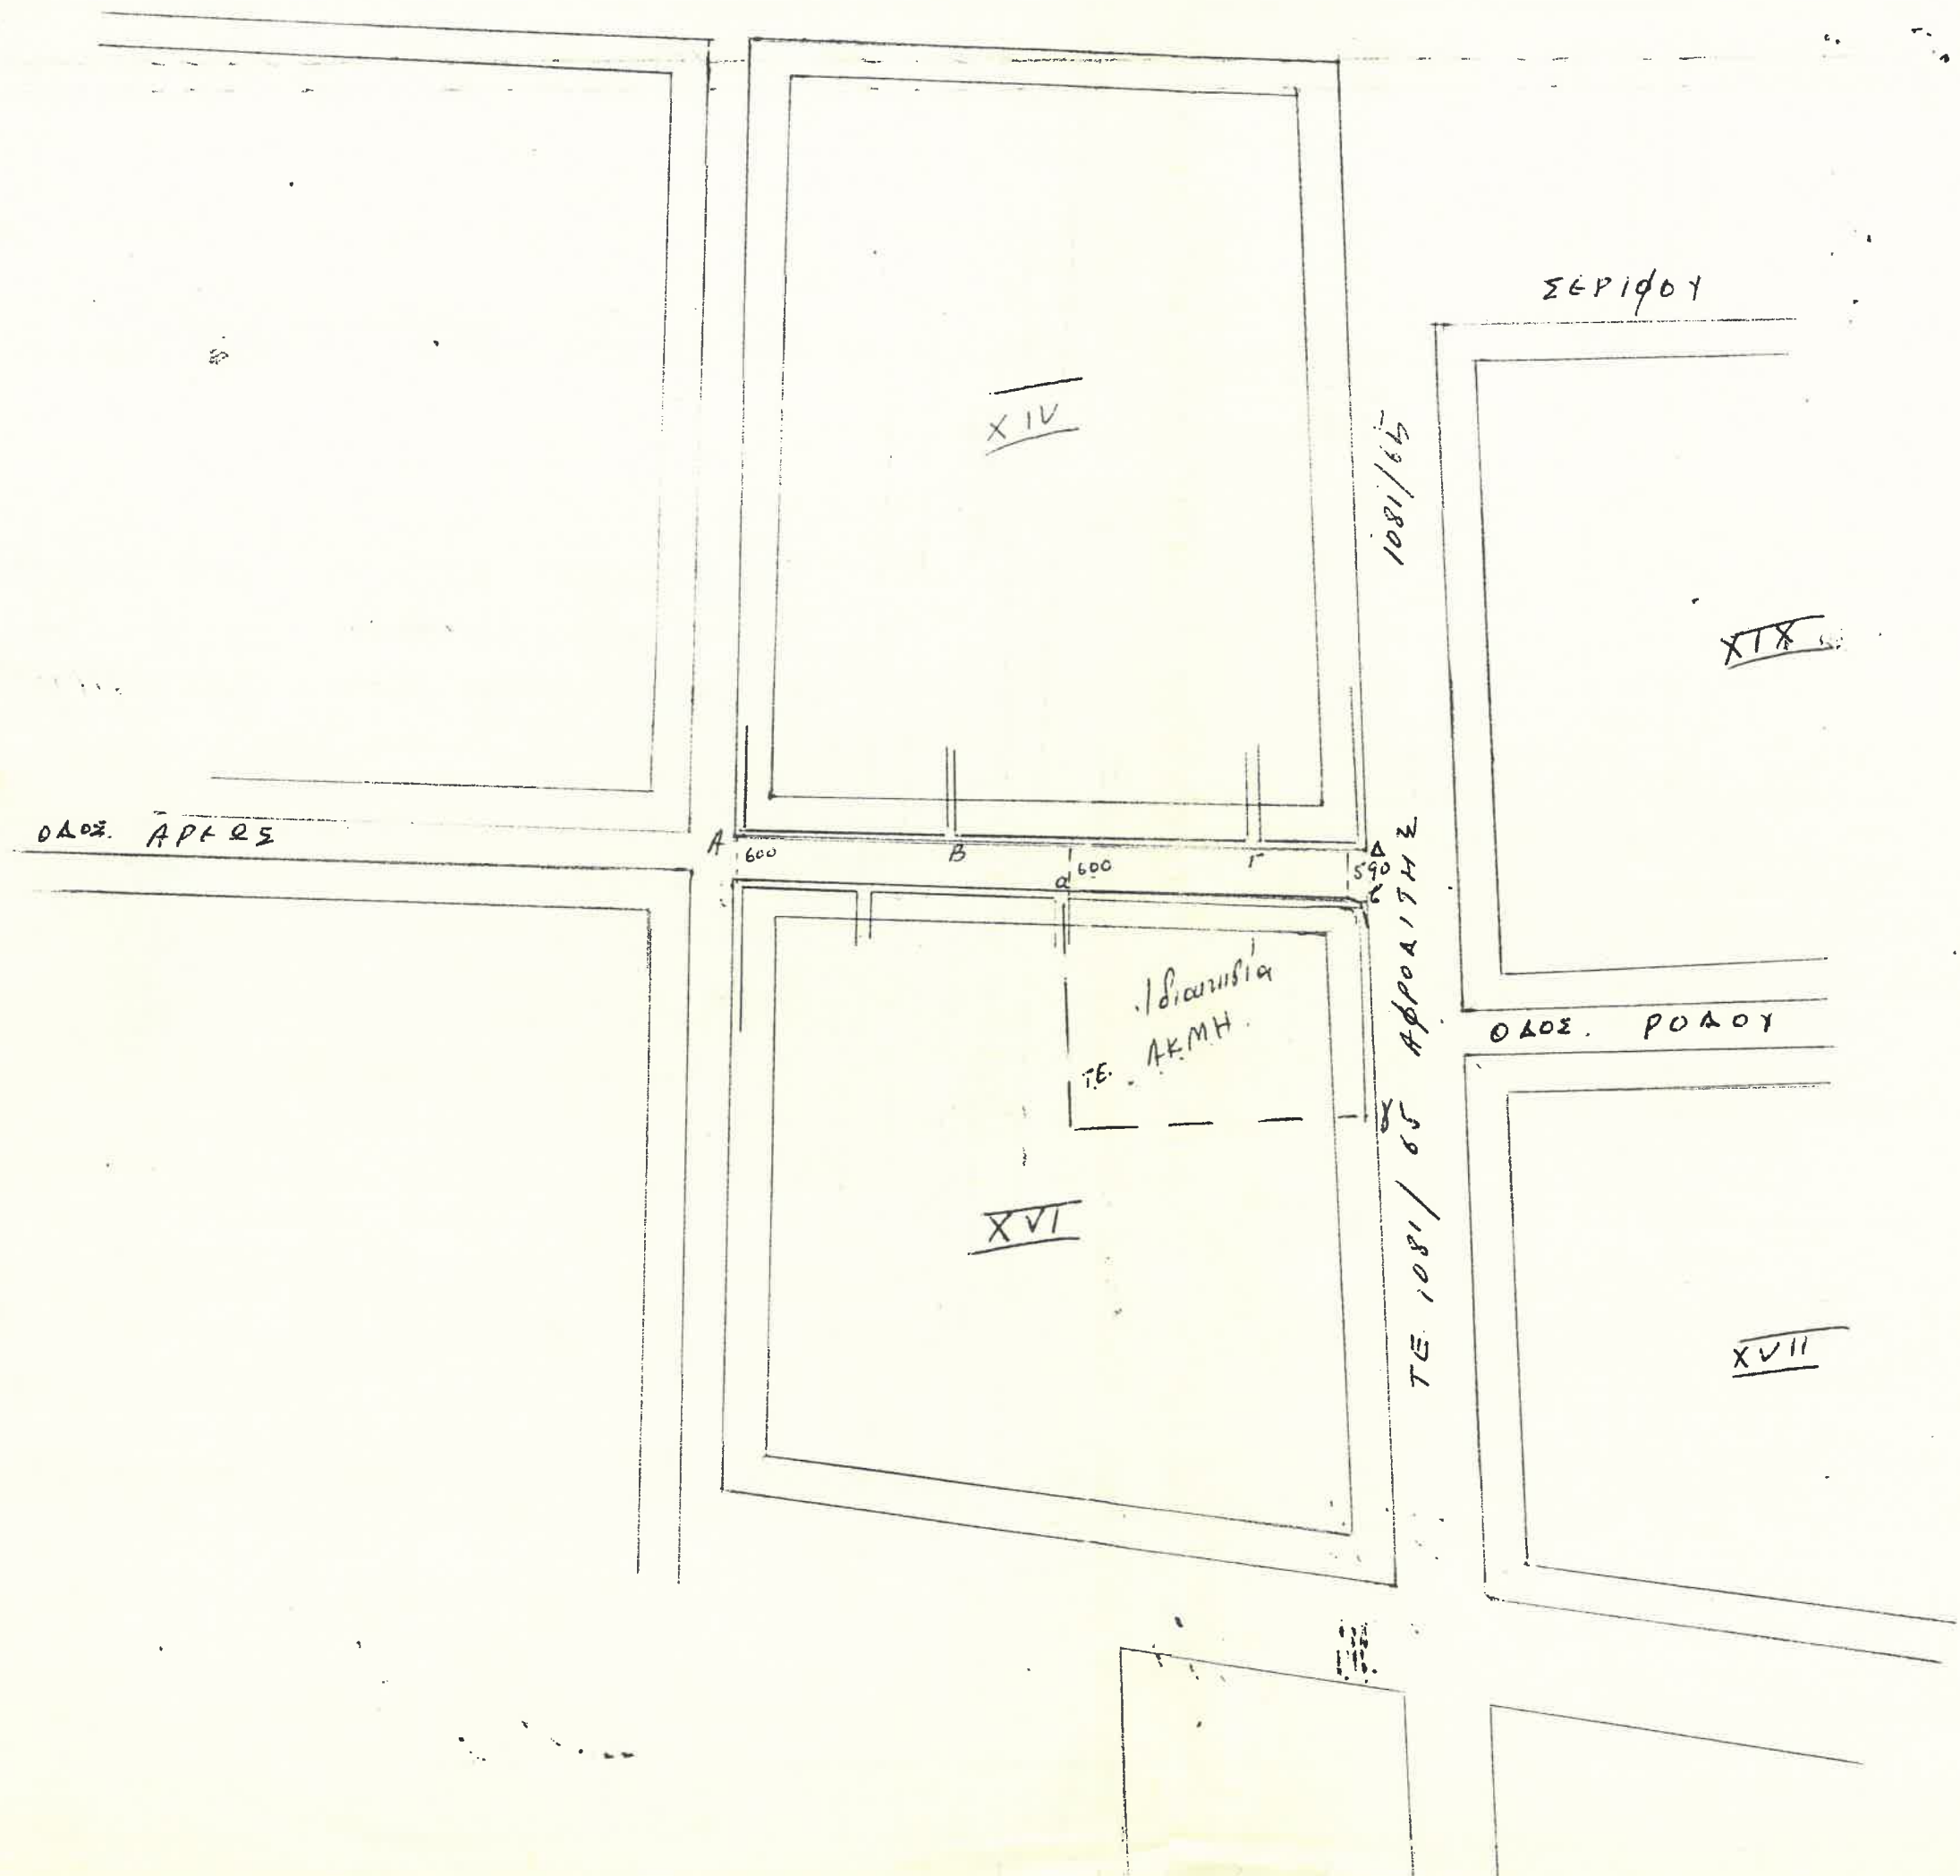 ΣΕΡΙΦΟΥ
XIV
1081/65
XIX
ΟΔΟΣ. ΑΡΕΩΣ
Α
600
Β
600
Γ
Δ
590
α
ΑΦΡΟΔΙΤΗΣ
Ιδιοκτησία
Τ.Ε. ΑΚΜΗ.
ΟΔΟΣ. ΡΟΔΟΥ
γ
ΤΕ 1081/65
XVI
XVII